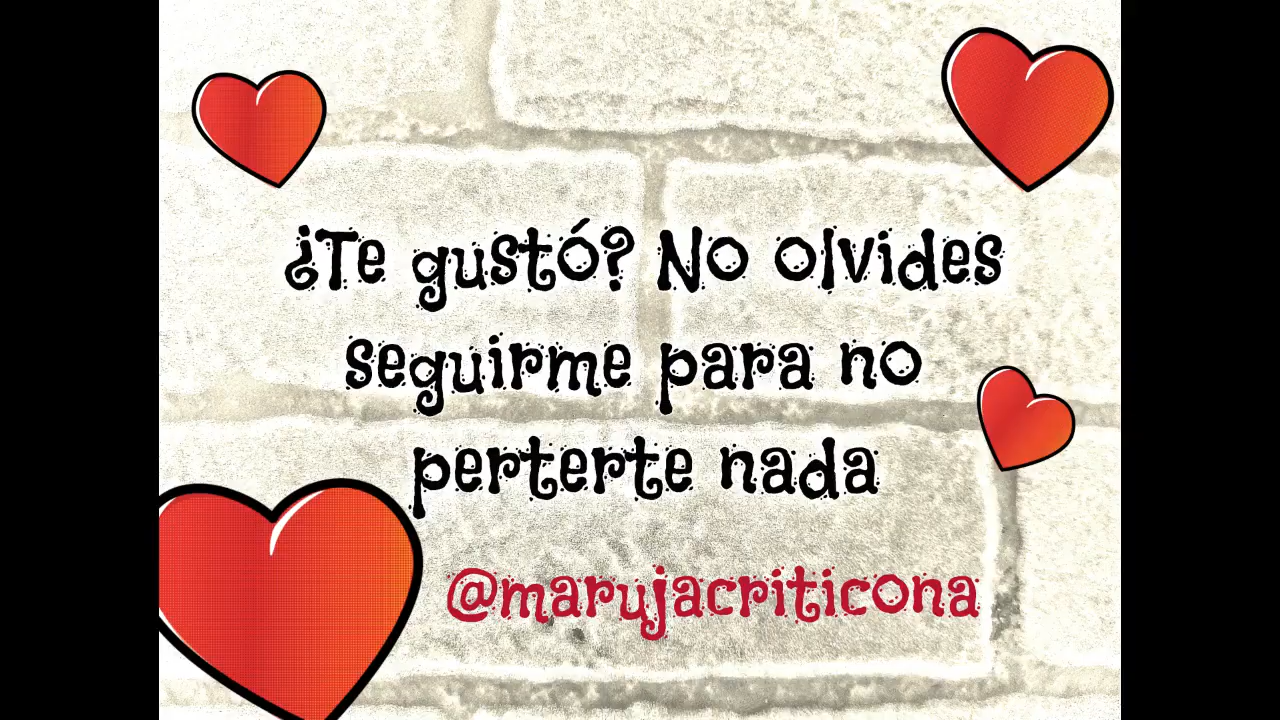 ¿Te gustó? No olvides
seguirme para no
perterte nada
@marujacriticona